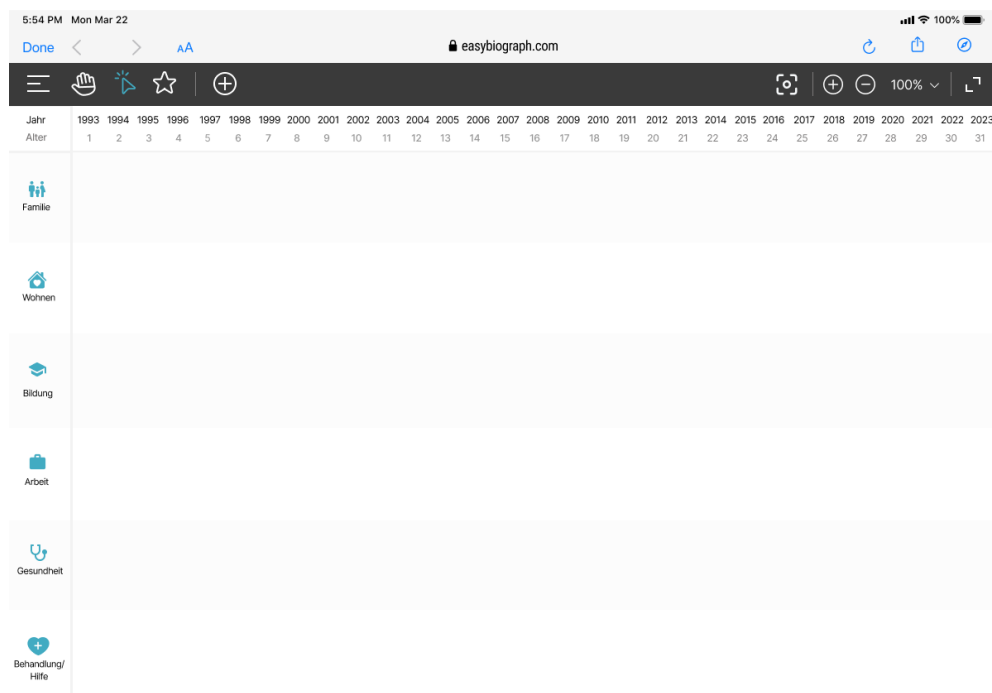 5:54 PM Mon Mar 22 100%
Done AA easybiograph.com
100%
Jahr 1993 1994 1995 1996 1997 1998 1999 2000 2001 2002 2003 2004 2005 2006 2007 2008 2009 2010 2011 2012 2013 2014 2015 2016 2017 2018 2019 2020 2021 2022 2023
Alter 1 2 3 4 5 6 7 8 9 10 11 12 13 14 15 16 17 18 19 20 21 22 23 24 25 26 27 28 29 30 31
Familie
Wohnen
Bildung
Arbeit
Gesundheit
Behandlung/
Hilfe